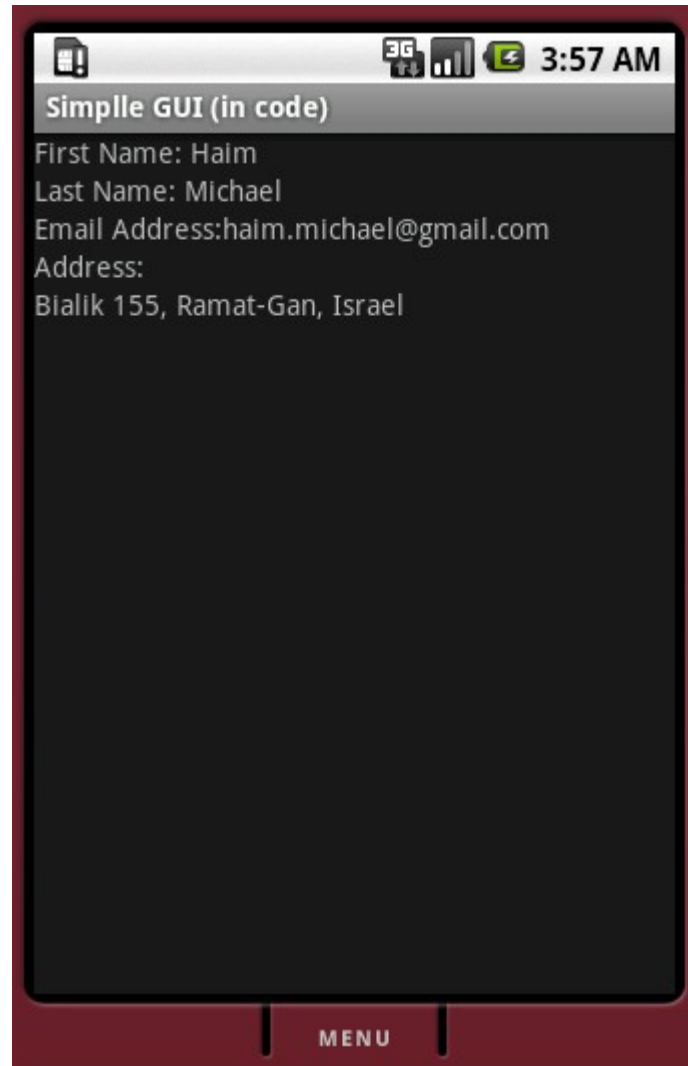 3G 3:57 AM
Simplle GUI (in code)
First Name: Haim
Last Name: Michael
Email Address:haim.michael@gmail.com
Address:
Bialik 155, Ramat-Gan, Israel
MENU